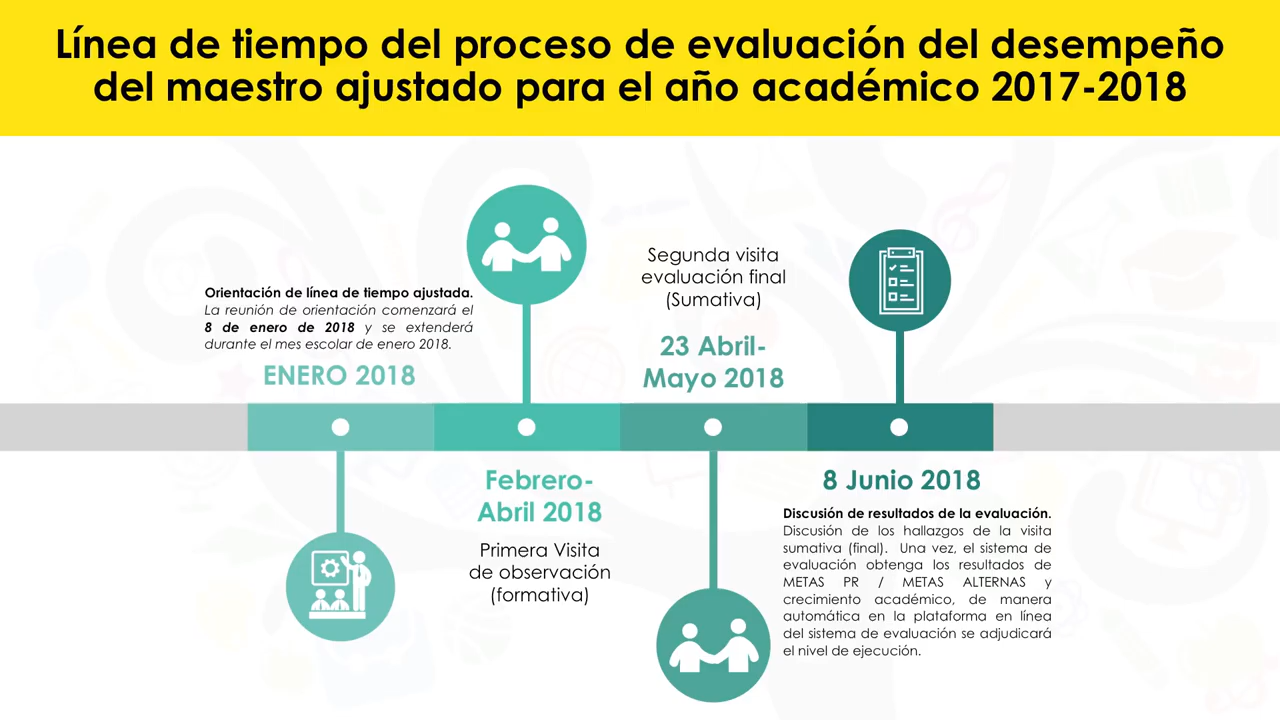 Línea de tiempo del proceso de evaluación del desempeño
del maestro ajustado para el año académico 2017-2018
Orientación de línea de tiempo ajustada.
La reunión de orientación comenzará el
8 de enero de 2018 y se extenderá
durante el mes escolar de enero 2018.
ENERO 2018
Febrero-
Abril 2018
Primera Visita
de observación
(formativa)
Segunda visita
evaluación final
(Sumativa)
23 Abril-
Mayo 2018
8 Junio 2018
Discusión de resultados de la evaluación.
Discusión de los hallazgos de la visita
sumativa (final). Una vez, el sistema de
evaluación obtenga los resultados de
METAS PR / METAS ALTERNAS y
crecimiento académico, de manera
automática en la plataforma en línea
del sistema de evaluación se adjudicará
el nivel de ejecución.